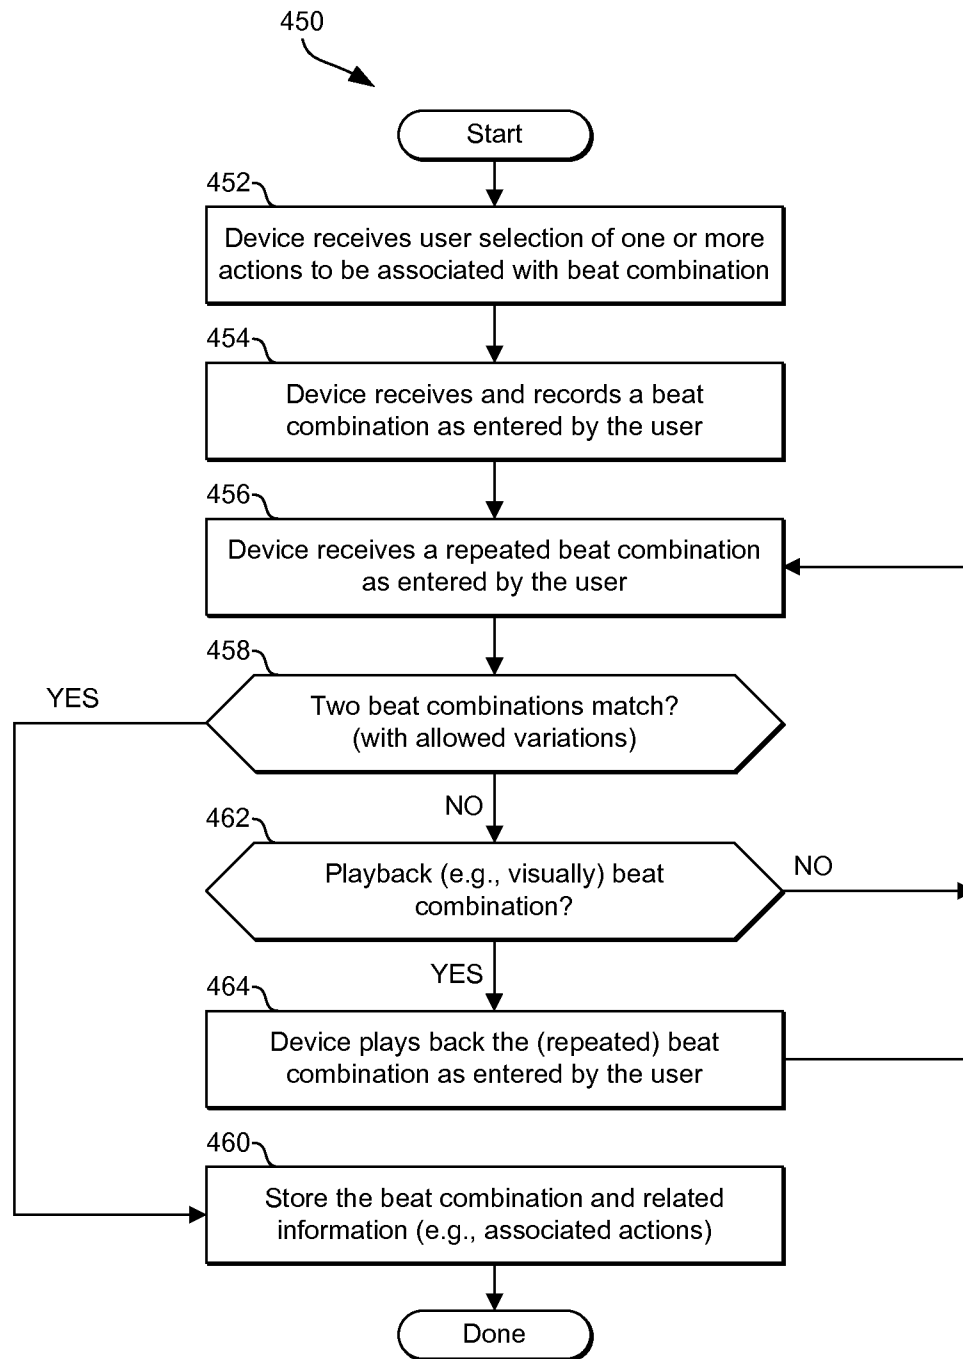 450
Start
452
Device receives user selection of one or more
actions to be associated with beat combination
454
Device receives and records a beat
combination as entered by the user
456
Device receives a repeated beat combination
as entered by the user
458
YES
Two beat combinations match?
(with allowed variations)
NO
462
Playback (e.g., visually) beat
combination?
NO
YES
464
Device plays back the (repeated) beat
combination as entered by the user
460
Store the beat combination and related
information (e.g., associated actions)
Done